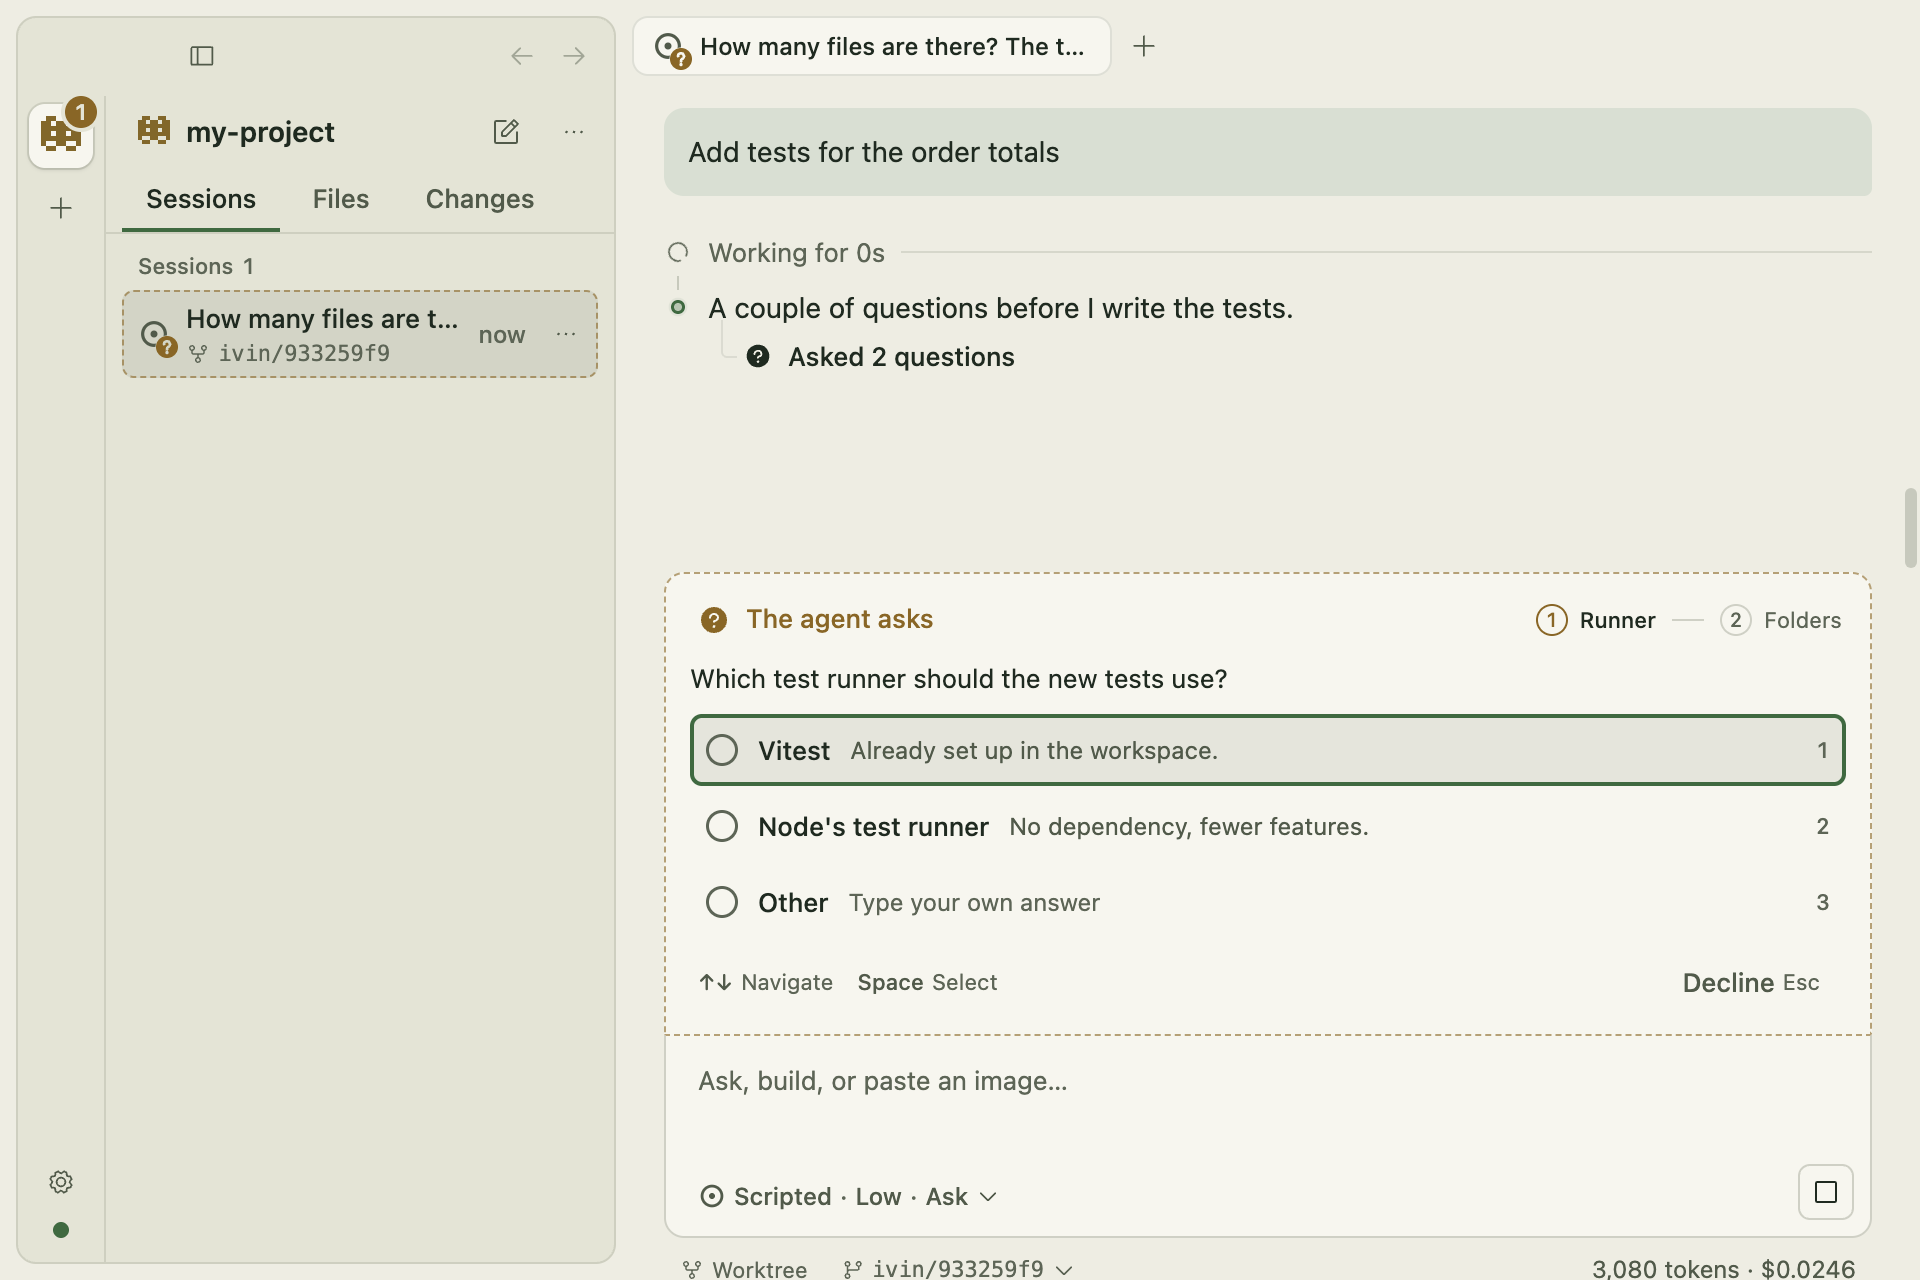 How many files are there? The t...
1
my-project
Sessions Files Changes
Sessions 1
How many files are t...
now
ivin/933259f9
Add tests for the order totals
Working for 0s
A couple of questions before I write the tests.
Asked 2 questions
The agent asks
1 Runner 2 Folders
Which test runner should the new tests use?
Vitest Already set up in the workspace. 1
Node's test runner No dependency, fewer features. 2
Other Type your own answer 3
↑↓ Navigate Space Select Decline Esc
Ask, build, or paste an image...
Scripted · Low · Ask
Worktree ivin/933259f9 3,080 tokens · $0.0246